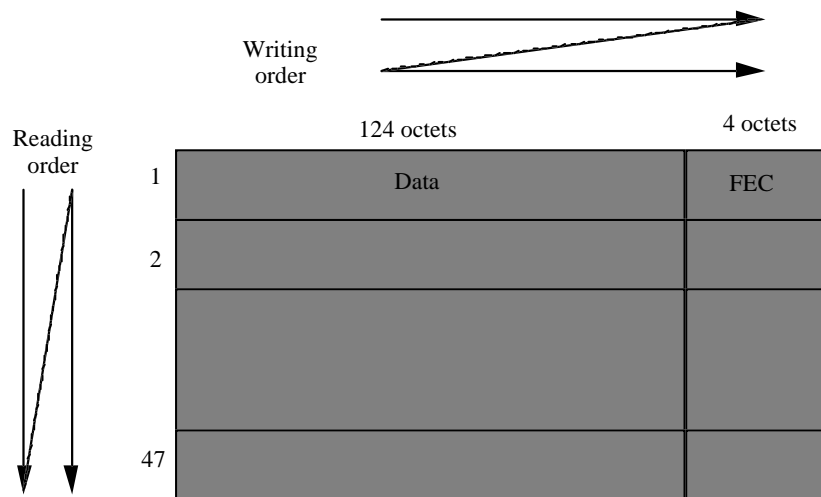 Writing
order
124 octets
4 octets
Reading
order
1
Data
FEC
2
47